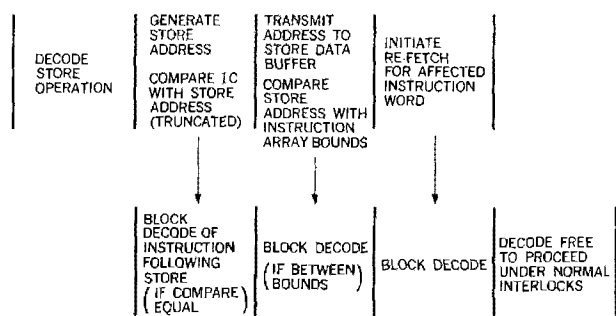 DECODE
STORE
OPERATION
GENERATE
STORE
ADDRESS
COMPARE IC
WITH STORE
ADDRESS
(TRUNCATED)
TRANSMIT
ADDRESS TO
STORE DATA
BUFFER
COMPARE
STORE
ADDRESS WITH
INSTRUCTION
ARRAY BOUNDS
INITIATE
RE-FETCH
FOR AFFECTED
INSTRUCTION
WORD
BLOCK
DECODE OF
INSTRUCTION
FOLLOWING
STORE
(IF COMPARE)
EQUAL
BLOCK DECODE
(IF BETWEEN)
BOUNDS
BLOCK DECODE
DECODE FREE
TO PROCEED
UNDER NORMAL
INTERLOCKS